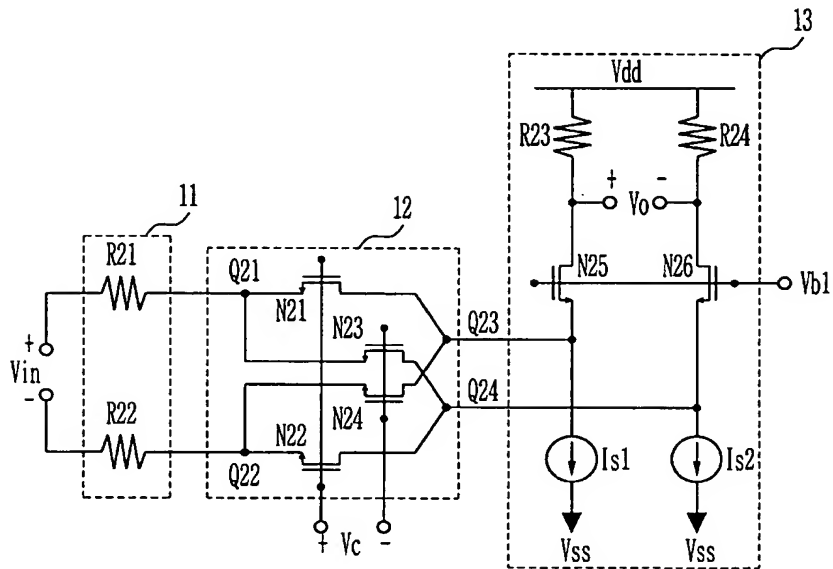 13
Vdd
R23
R24
+
-
Vo
11
12
R21
Q21
N21
N23
N25
N26
Vb1
Q23
+
Vin
-
Q24
R22
N22
N24
Q22
Is1
Is2
+
Vc
-
Vss
Vss